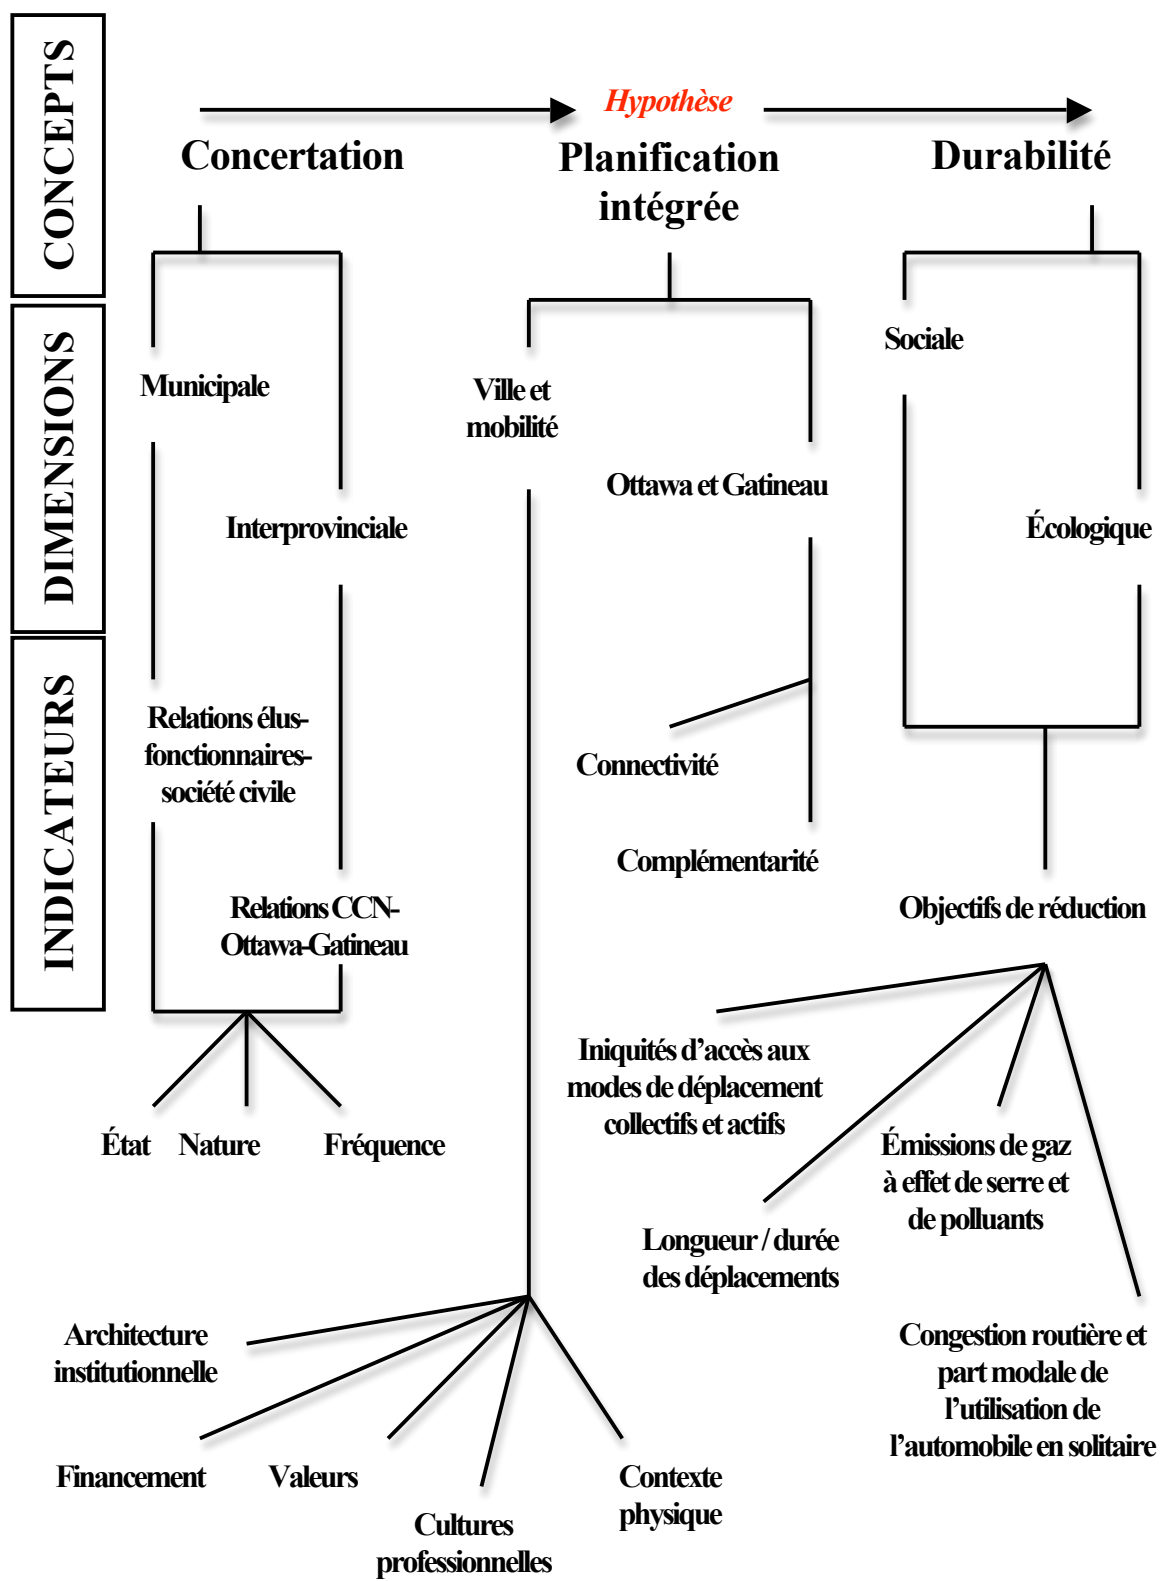 CONCEPTS
Hypothèse
Concertation
Planification
intégrée
Durabilité
DIMENSIONS
Municipale
Interprovinciale
Ville et
mobilité
Ottawa et Gatineau
Sociale
Écologique
INDICATEURS
Relations élus-
fonctionnaires-
société civile
Relations CCN-
Ottawa-Gatineau
État
Nature
Fréquence
Connectivité
Complémentarité
Objectifs de réduction
Iniquités d’accès aux
modes de déplacement
collectifs et actifs
Longueur / durée
des déplacements
Émissions de gaz
à effet de serre et
de polluants
Congestion routière et
part modale de
l’utilisation de
l’automobile en solitaire
Architecture
institutionnelle
Financement
Valeurs
Cultures
professionnelles
Contexte
physique